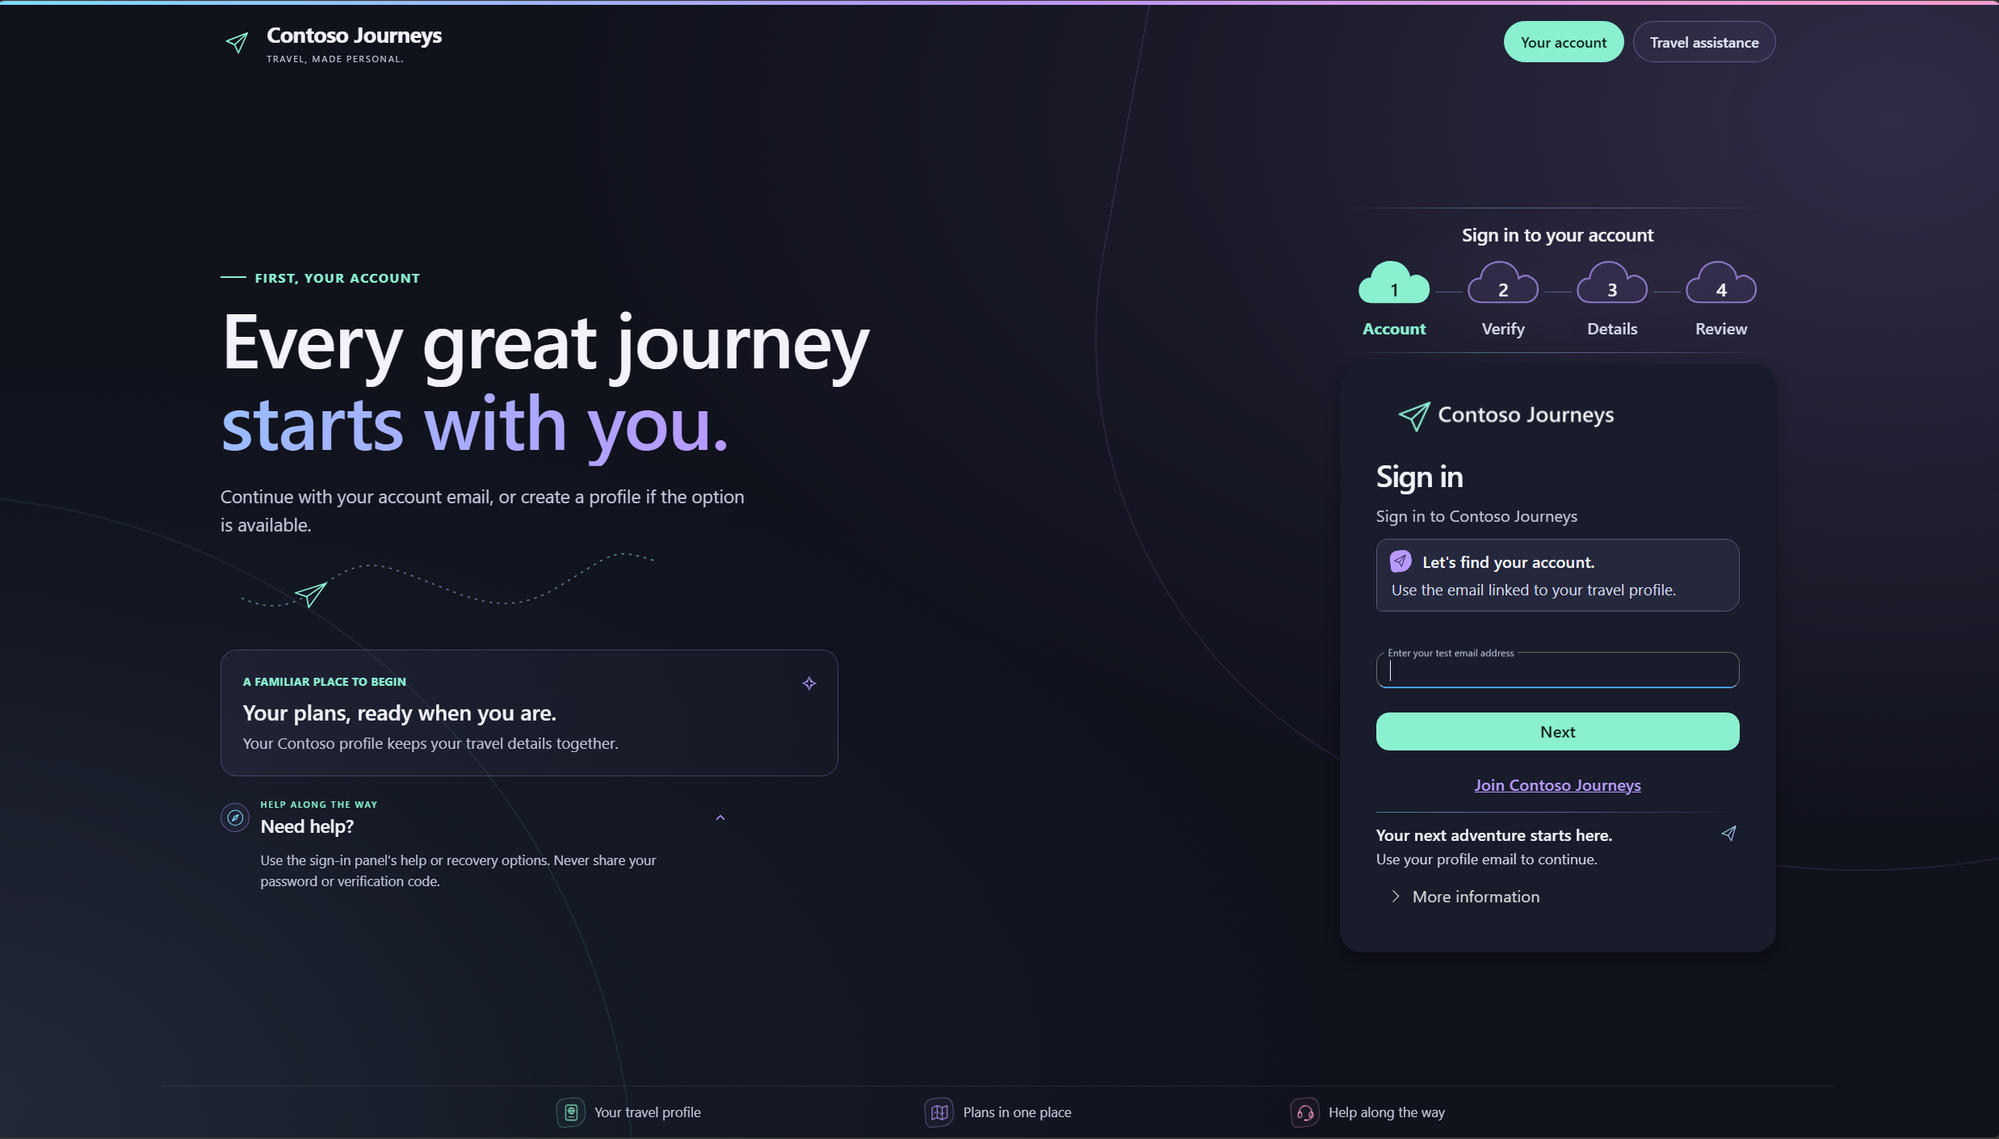 Contoso Journeys
TRAVEL, MADE PERSONAL.
Your account
Travel assistance
FIRST, YOUR ACCOUNT
Every great journey
starts with you.
Continue with your account email, or create a profile if the option
is available.
A FAMILIAR PLACE TO BEGIN
Your plans, ready when you are.
Your Contoso profile keeps your travel details together.
HELP ALONG THE WAY
Need help?
Use the sign-in panel's help or recovery options. Never share your
password or verification code.
Sign in to your account
1
2
3
4
Account
Verify
Details
Review
Contoso Journeys
Sign in
Sign in to Contoso Journeys
Let's find your account.
Use the email linked to your travel profile.
Enter your test email address
Next
Join Contoso Journeys
Your next adventure starts here.
Use your profile email to continue.
More information
Your travel profile
Plans in one place
Help along the way